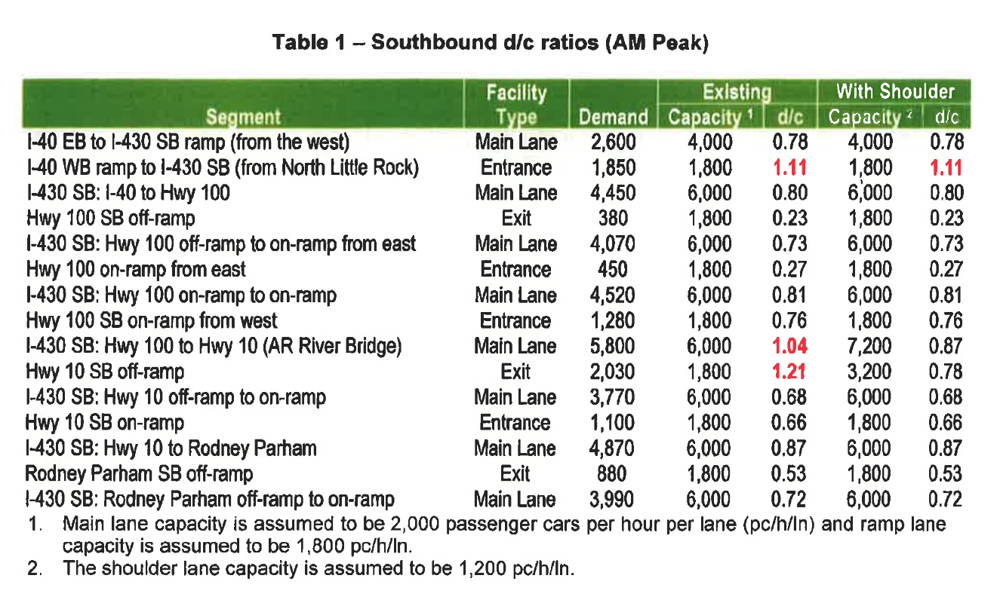 Table 1 – Southbound d/c ratios (AM Peak)
Facility Existing With Shoulder
Segment Type Demand Capacity 1 d/c Capacity 2 d/c
I-40 EB to I-430 SB ramp (from the west) Main Lane 2,600 4,000 0.78 4,000 0.78
I-40 WB ramp to I-430 SB (from North Little Rock) Entrance 1,850 1,800 1.11 1,800 1.11
I-430 SB: I-40 to Hwy 100 Main Lane 4,450 6,000 0.80 6,000 0.80
Hwy 100 SB off-ramp Exit 380 1,800 0.23 1,800 0.23
I-430 SB: Hwy 100 off-ramp to on-ramp from east Main Lane 4,070 6,000 0.73 6,000 0.73
Hwy 100 on-ramp from east Entrance 450 1,800 0.27 1,800 0.27
I-430 SB: Hwy 100 on-ramp to on-ramp Main Lane 4,520 6,000 0.81 6,000 0.81
Hwy 100 SB on-ramp from west Entrance 1,280 1,800 0.76 1,800 0.76
I-430 SB: Hwy 100 to Hwy 10 (AR River Bridge) Main Lane 5,800 6,000 1.04 7,200 0.87
Hwy 10 SB off-ramp Exit 2,030 1,800 1.21 3,200 0.78
I-430 SB: Hwy 10 off-ramp to on-ramp Main Lane 3,770 6,000 0.68 6,000 0.68
Hwy 10 SB on-ramp Entrance 1,100 1,800 0.66 1,800 0.66
I-430 SB: Hwy 10 to Rodney Parham Main Lane 4,870 6,000 0.87 6,000 0.87
Rodney Parham SB off-ramp Exit 880 1,800 0.53 1,800 0.53
I-430 SB: Rodney Parham off-ramp to on-ramp Main Lane 3,990 6,000 0.72 6,000 0.72
1. Main lane capacity is assumed to be 2,000 passenger cars per hour per lane (pc/h/ln) and ramp lane
capacity is assumed to be 1,800 pc/h/ln.
2. The shoulder lane capacity is assumed to be 1,200 pc/h/ln.